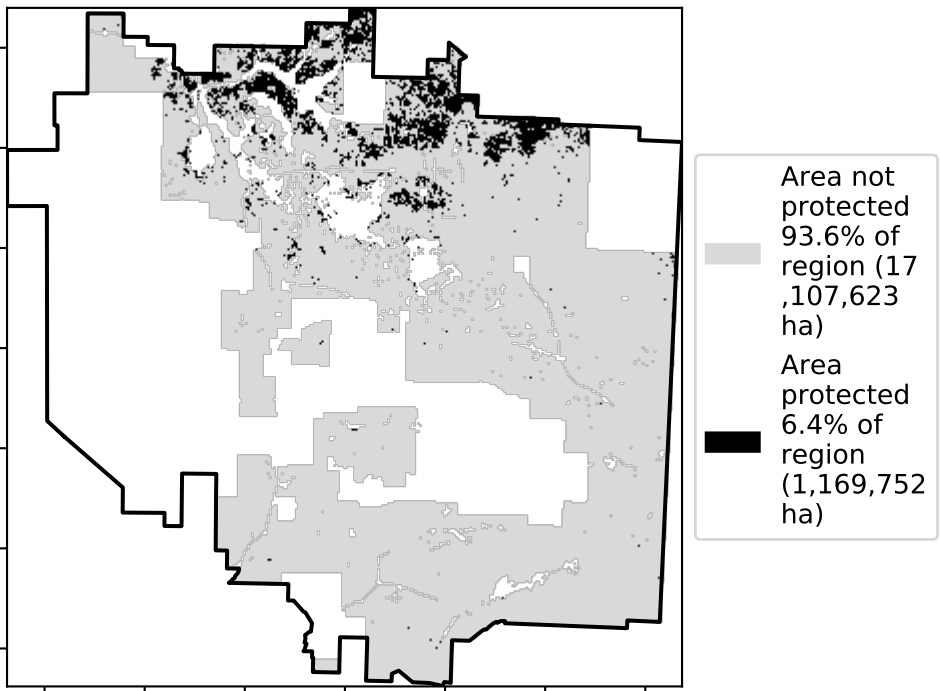 Area not
protected
93.6% of
region (17
,107,623
ha)
Area
protected
6.4% of
region
(1,169,752
ha)